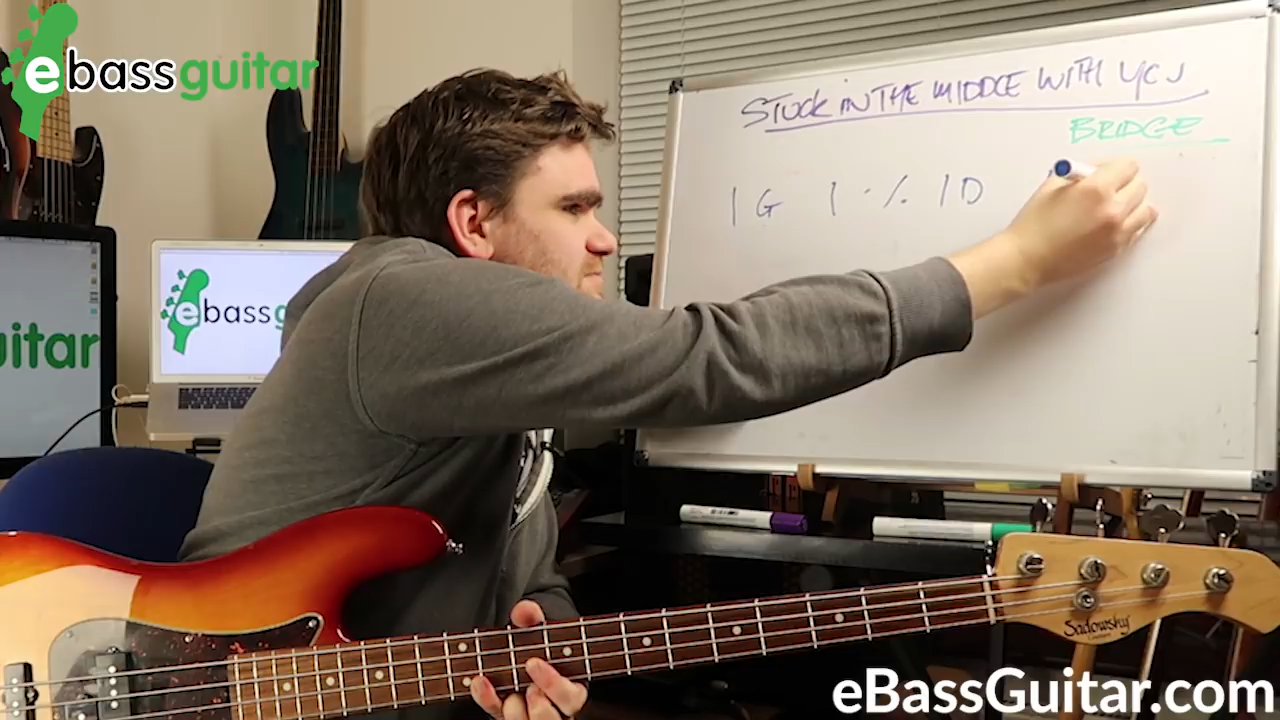 ebassguitar
STUCK IN THE MIDDLE WITH YOU
BRIDGE
| G | ٪ | D
ebassg
uitar
Sadowsky
eBassGuitar.com